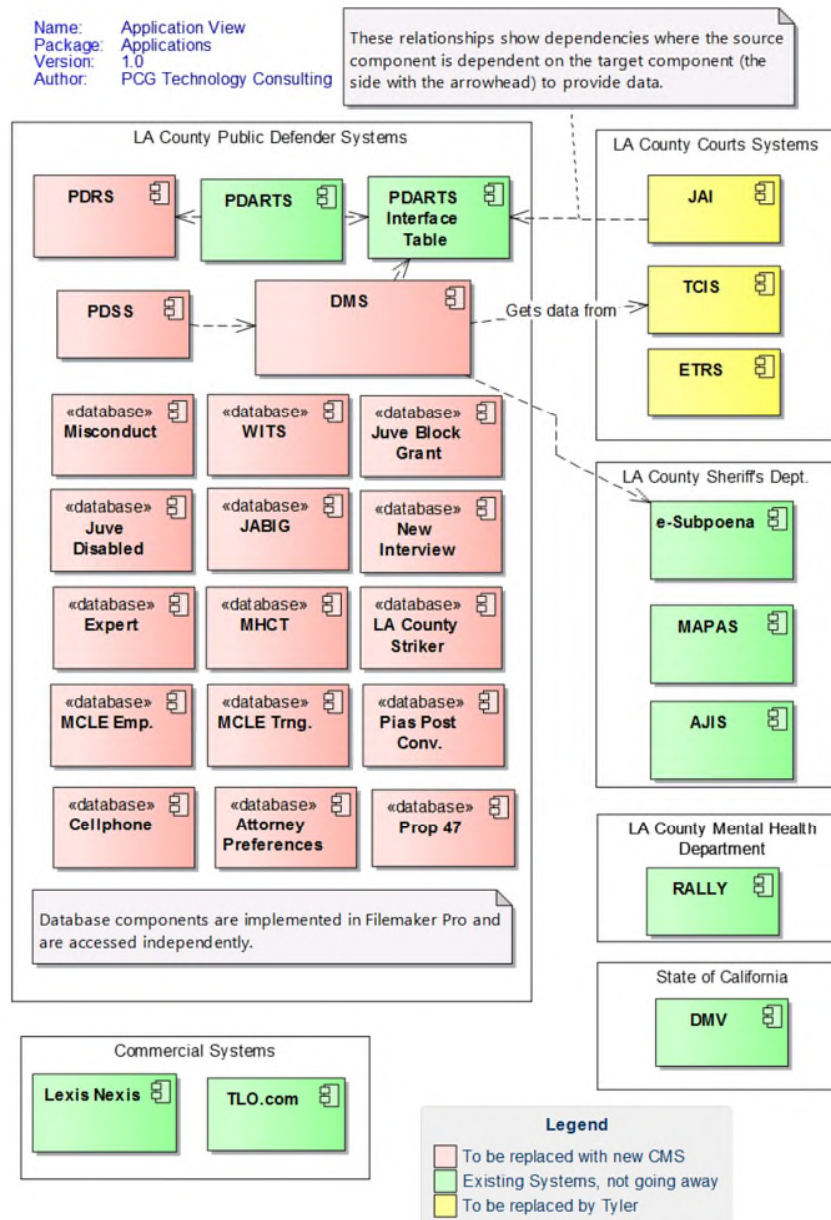 Name: Application View
Package: Applications
Version: 1.0
Author: PCG Technology Consulting
These relationships show dependencies where the source
component is dependent on the target component (the
side with the arrowhead) to provide data.
LA County Public Defender Systems
PDRS
PDARTS
PDARTS
Interface
Table
PDSS
DMS
Gets data from
«database»
Misconduct
«database»
WITS
«database»
Juve Block
Grant
«database»
Juve
Disabled
«database»
JABIG
«database»
New
Interview
«database»
Expert
«database»
MHCT
«database»
LA County
Striker
«database»
MCLE Emp.
«database»
MCLE Trng.
«database»
Pias Post
Conv.
«database»
Cellphone
«database»
Attorney
Preferences
«database»
Prop 47
Database components are implemented in Filemaker Pro and
are accessed independently.
LA County Courts Systems
JAI
TCIS
ETRS
LA County Sheriff's Dept.
e-Subpoena
MAPAS
AJIS
LA County Mental Health
Department
RALLY
State of California
DMV
Commercial Systems
Lexis Nexis
TLO.com
Legend
To be replaced with new CMS
Existing Systems, not going away
To be replaced by Tyler